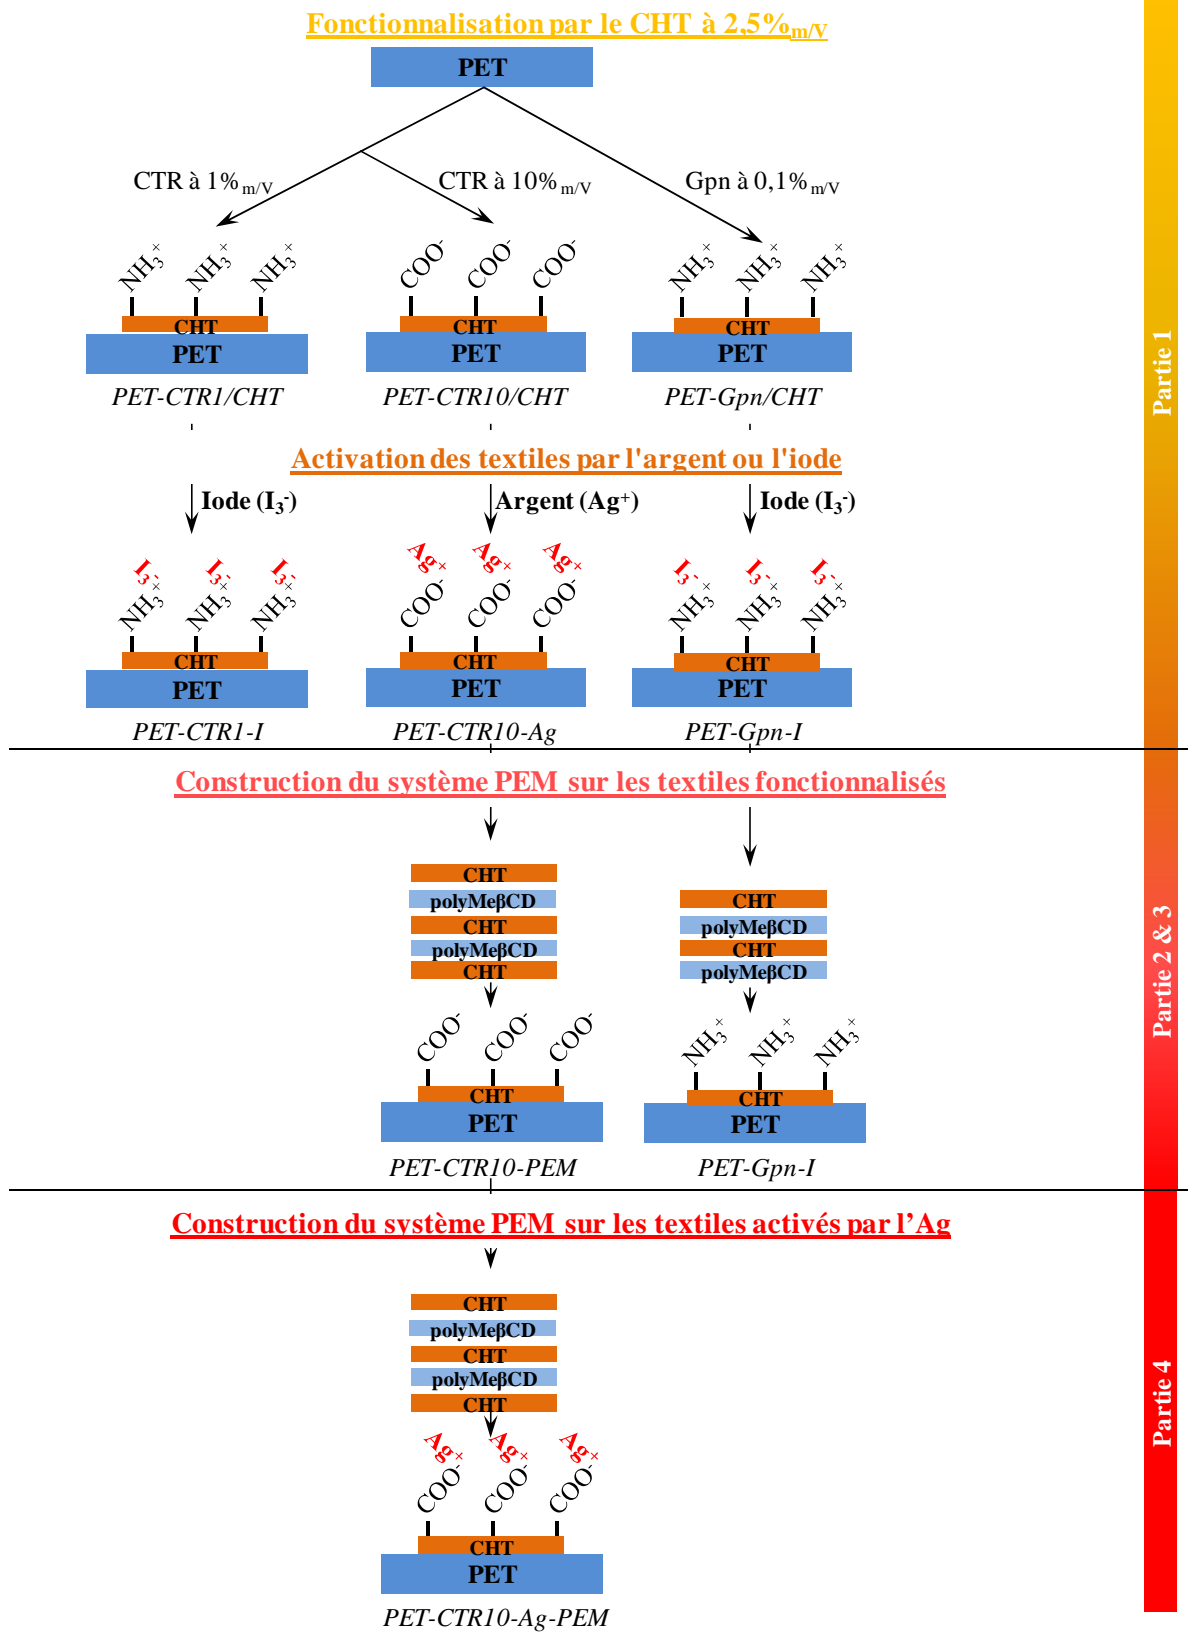 Fonctionnalisation par le CHT à 2,5%m/V
PET
CTR à 1%m/V
CTR à 10%m/V
Gpn à 0,1%m/V
NH3× NH3× NH3×
COO- COO- COO-
NH3× NH3× NH3×
CHT
CHT
CHT
PET
PET
PET
PET-CTR1/CHT
PET-CTR10/CHT
PET-Gpn/CHT
Activation des textiles par l'argent ou l'iode
Iode (I3-)
Argent (Ag+)
Iode (I3-)
I3- I3- I3-
Ag+ Ag+ Ag+
I3- I3- I3-
NH3× NH3× NH3×
COO- COO- COO-
NH3× NH3× NH3×
CHT
CHT
CHT
PET
PET
PET
PET-CTR1-I
PET-CTR10-Ag
PET-Gpn-I
Partie 1
Construction du système PEM sur les textiles fonctionnalisés
CHT
polyMeβCD
CHT
polyMeβCD
CHT
COO- COO- COO-
CHT
PET
PET-CTR10-PEM
CHT
polyMeβCD
CHT
polyMeβCD
NH3× NH3× NH3×
CHT
PET
PET-Gpn-I
Partie 2 & 3
Construction du système PEM sur les textiles activés par l’Ag
CHT
polyMeβCD
CHT
polyMeβCD
CHT
Ag+ Ag+ Ag+
COO- COO- COO-
CHT
PET
PET-CTR10-Ag-PEM
Partie 4